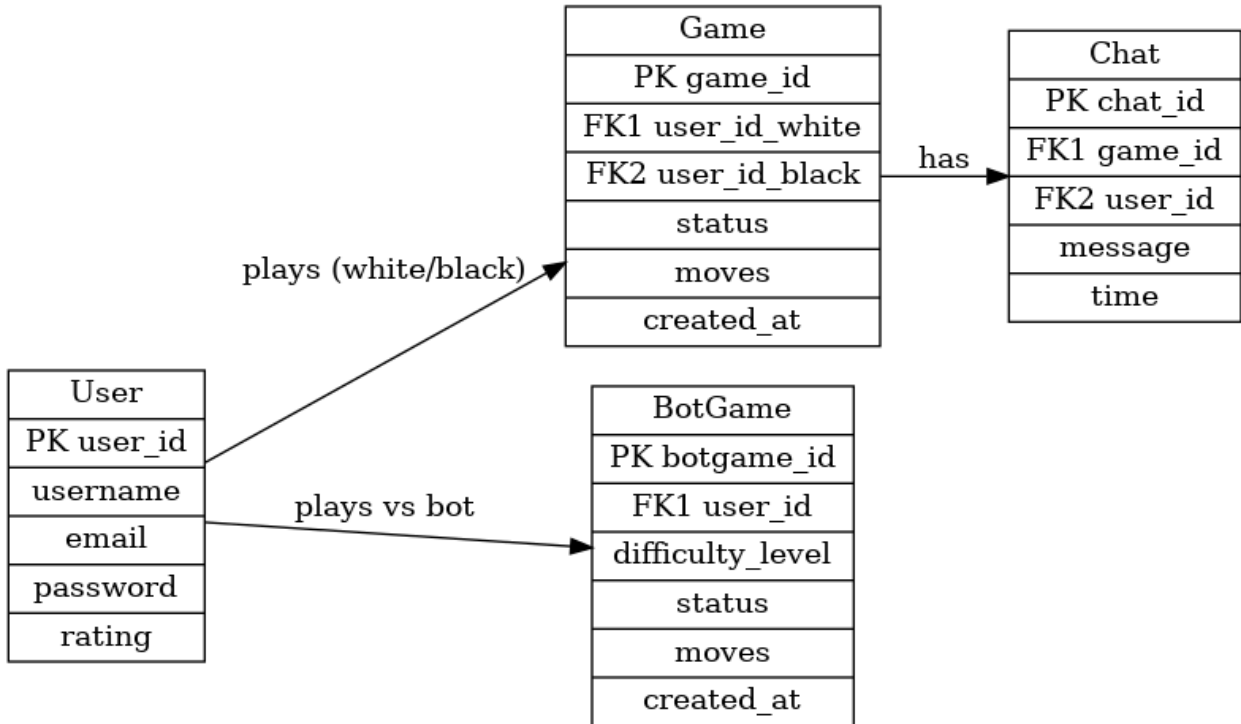 Game
PK game_id
FK1 user_id_white
FK2 user_id_black
status
moves
created_at
has
Chat
PK chat_id
FK1 game_id
FK2 user_id
message
time
plays (white/black)
User
PK user_id
username
email
password
rating
plays vs bot
BotGame
PK botgame_id
FK1 user_id
difficulty_level
status
moves
created_at